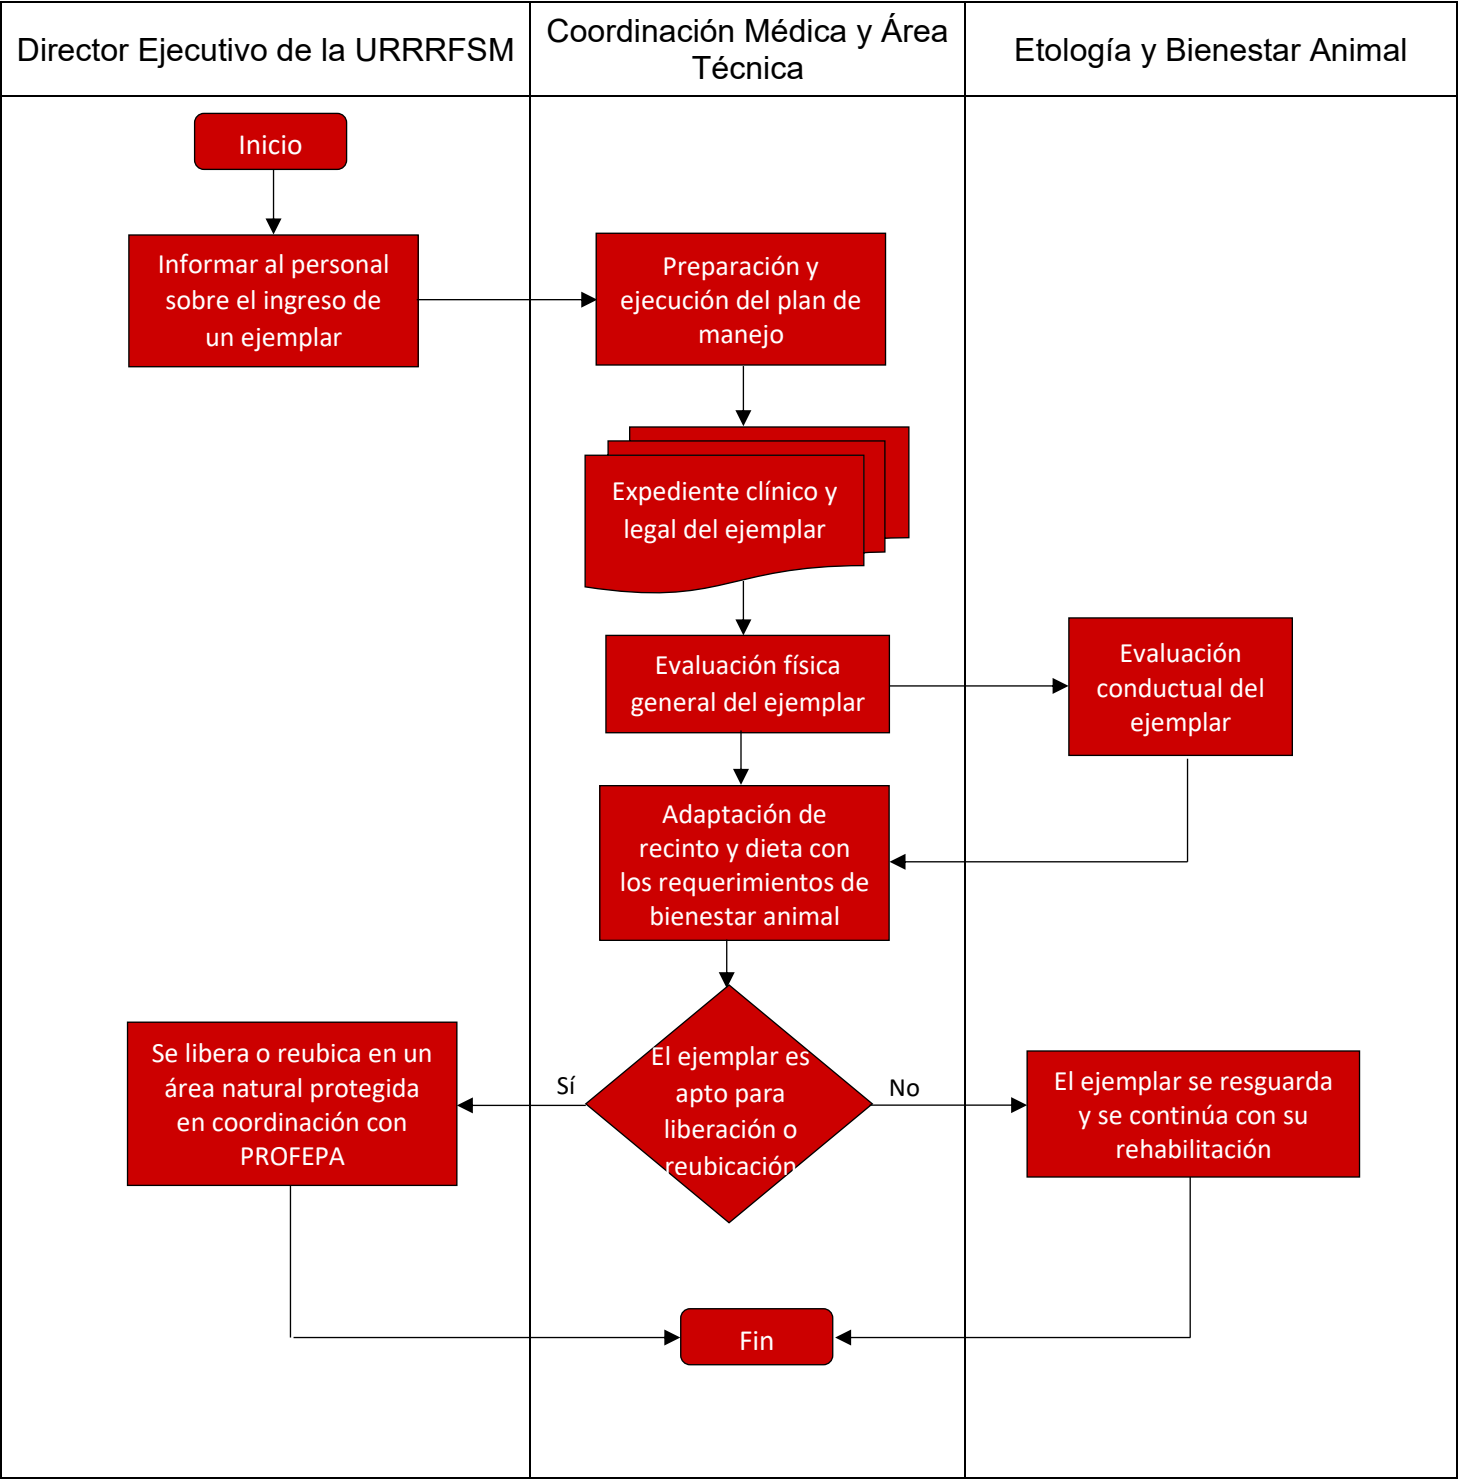 Director Ejecutivo de la URRRFSM
Coordinación Médica y Área
Técnica
Etología y Bienestar Animal
Inicio
Informar al personal
sobre el ingreso de
un ejemplar
Preparación y
ejecución del plan de
manejo
Expediente clínico y
legal del ejemplar
Evaluación física
general del ejemplar
Evaluación
conductual del
ejemplar
Adaptación de
recinto y dieta con
los requerimientos de
bienestar animal
El ejemplar es
apto para
liberación o
reubicación
Sí
No
Se libera o reubica en un
área natural protegida
en coordinación con
PROFEPA
El ejemplar se resguarda
y se continúa con su
rehabilitación
Fin